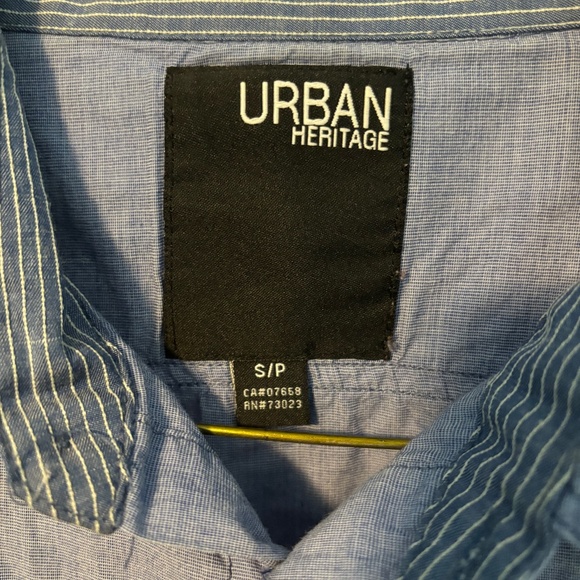 URBAN
HERITAGE
S/P
CA#07658
RN#73023